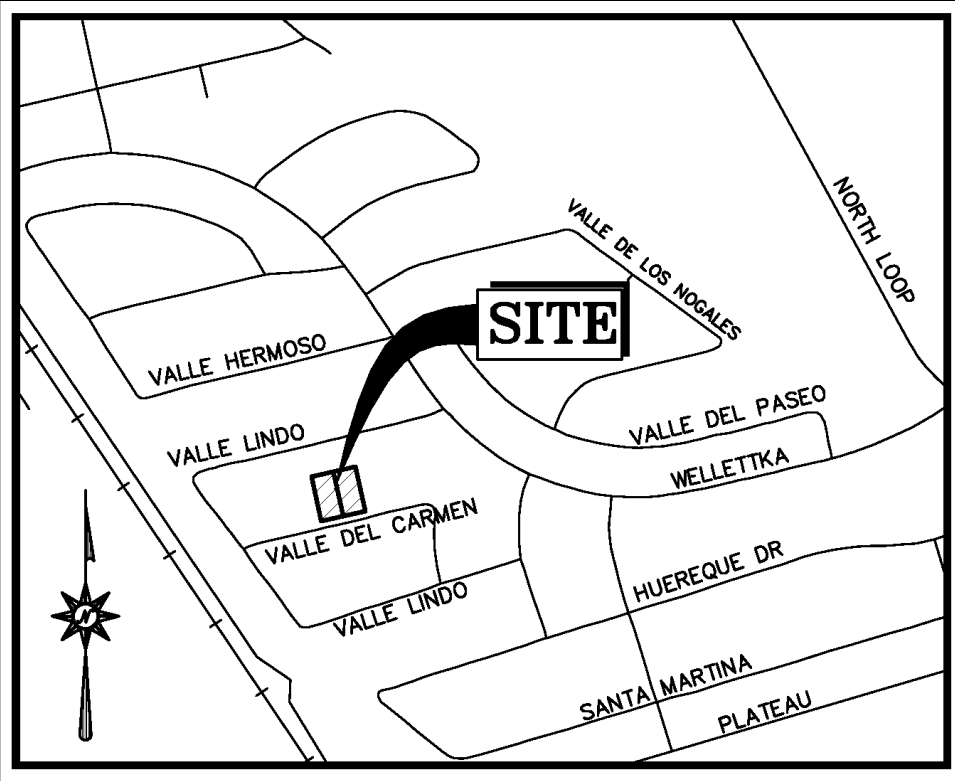 NORTH LOOP
VALLE DE LOS NOGALES
SITE
VALLE HERMOSO
VALLE DEL PASEO
VALLE LINDO
WELLETTKA
VALLE DEL CARMEN
HUEREQUE DR
VALLE LINDO
N
SANTA MARTINA
PLATEAU